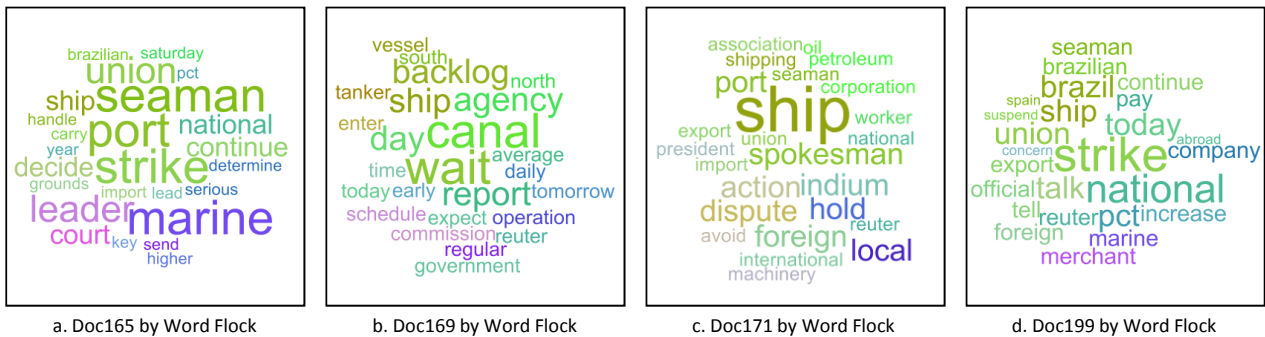 brazilian saturday
union pct
seaman
ship
handle port national
carry
year continue
decide strike determine
grounds import lead serious
leader marine
court key send
higher
a. Doc165 by Word Flock
vessel
south
backlog north
tanker ship agency
enter day canal
time wait average
daily
today early report tomorrow
schedule expect operation
commission reuter
regular
government
b. Doc169 by Word Flock
association oil
shipping petroleum
port seaman corporation
ship worker
export union national
president
import spokesman
action indium
dispute hold
avoid foreign reuter
local
international
machinery
c. Doc171 by Word Flock
seaman
brazilian
brazil continue
spain pay
suspend ship today
union abroad
concern strike company
export
official talk national
tell reuter pct increase
foreign marine
merchant
d. Doc199 by Word Flock